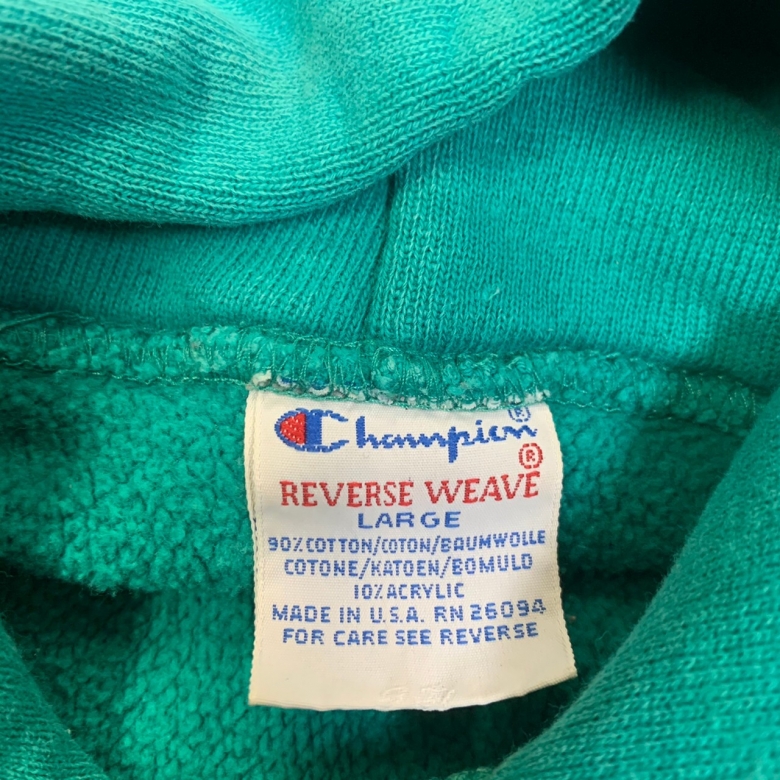 Champion®
REVERSE WEAVE®
LARGE
90% COTTON/COTON/BAUMWOLLE
COTONE/KATOEN/BOMULD
10% ACRYLIC
MADE IN U.S.A. RN 26094
FOR CARE SEE REVERSE